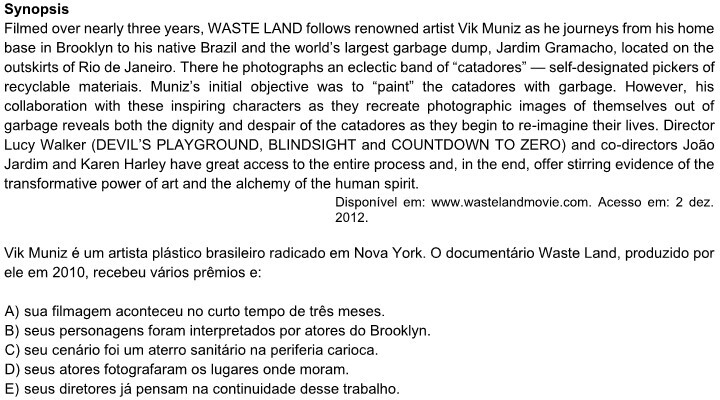 Synopsis
Filmed over nearly three years, WASTE LAND follows renowned artist Vik Muniz as he journeys from his home
base in Brooklyn to his native Brazil and the world's largest garbage dump, Jardim Gramacho, located on the
outskirts of Rio de Janeiro. There he photographs an eclectic band of “catadores” — self-designated pickers of
recyclable materiais. Muniz's initial objective was to “paint” the catadores with garbage. However, his
collaboration with these inspiring characters as they recreate photographic images of themselves out of
garbage reveals both the dignity and despair of the catadores as they begin to re-imagine their lives. Director
Lucy Walker (DEVIL'S PLAYGROUND, BLINDSIGHT and COUNTDOWN TO ZERO) and co-directors João
Jardim and Karen Harley have great access to the entire process and, in the end, offer stirring evidence of the
transformative power of art and the alchemy of the human spirit.
Disponível em: www.wastelandmovie.com. Acesso em: 2 dez.
2012.
Vik Muniz é um artista plástico brasileiro radicado em Nova York. O documentário Waste Land, produzido por
ele em 2010, recebeu vários prêmios e:
A) sua filmagem aconteceu no curto tempo de três meses.
B) seus personagens foram interpretados por atores do Brooklyn.
C) seu cenário foi um aterro sanitário na periferia carioca.
D) seus atores fotografaram os lugares onde moram.
E) seus diretores já pensam na continuidade desse trabalho.